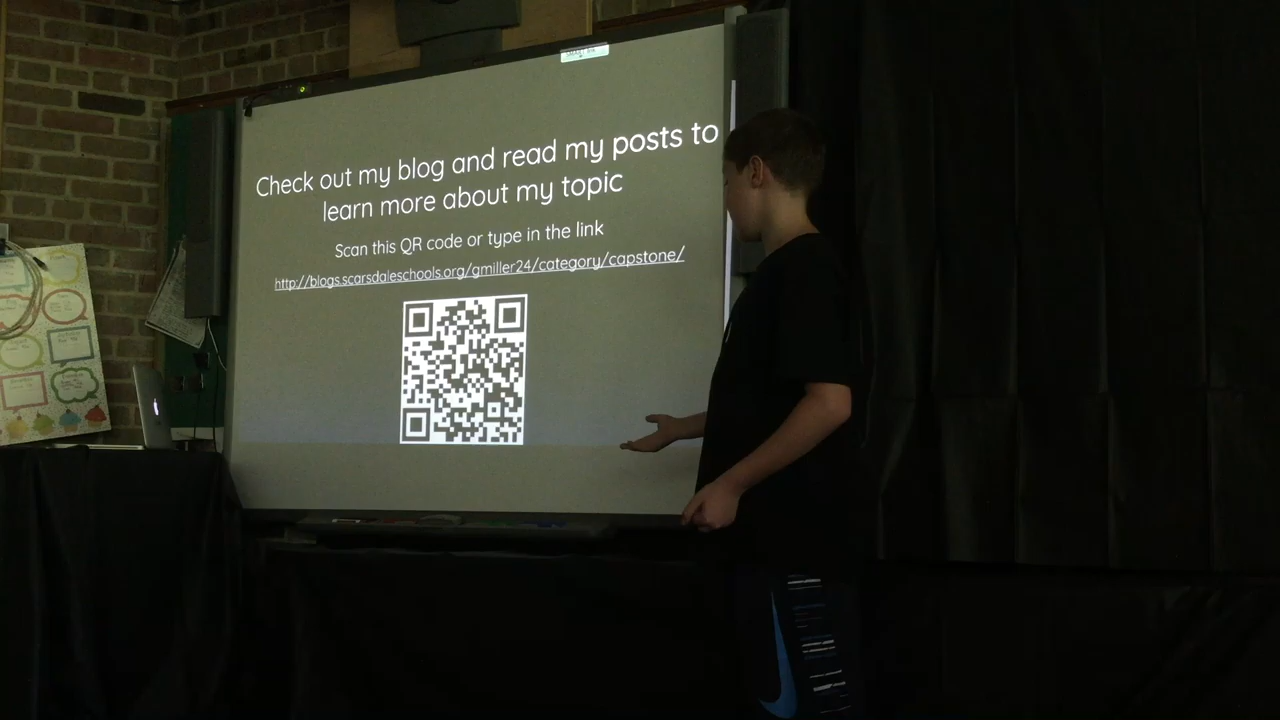 Check out my blog and read my posts to
learn more about my topic
Scan this QR code or type in the link
http://blogs.scarsdaleschools.org/gmiller24/category/capstone/